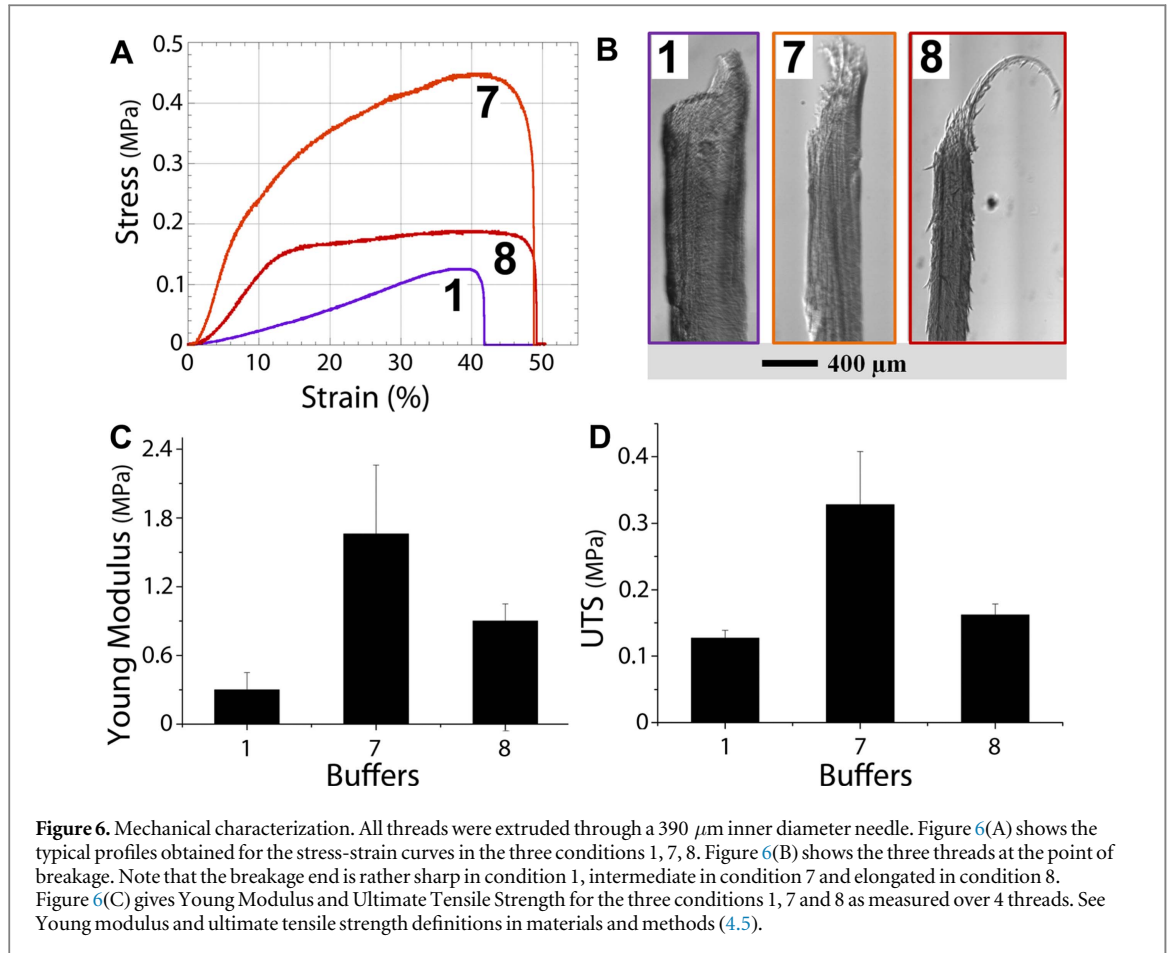 A
0.5
0.4
0.3
0.2
0.1
0
Stress (MPa)
7
8
1
0 10 20 30 40 50
Strain (%)
B
1
7
8
400 µm
C
2.4
1.8
1.2
0.6
0
Young Modulus (MPa)
1 7 8
Buffers
D
0.4
0.3
0.2
0.1
0
UTS (MPa)
1 7 8
Buffers
Figure 6. Mechanical characterization. All threads were extruded through a 390 µm inner diameter needle. Figure 6(A) shows the
typical profiles obtained for the stress-strain curves in the three conditions 1, 7, 8. Figure 6(B) shows the three threads at the point of
breakage. Note that the breakage end is rather sharp in condition 1, intermediate in condition 7 and elongated in condition 8.
Figure 6(C) gives Young Modulus and Ultimate Tensile Strength for the three conditions 1, 7 and 8 as measured over 4 threads. See
Young modulus and ultimate tensile strength definitions in materials and methods (4.5).